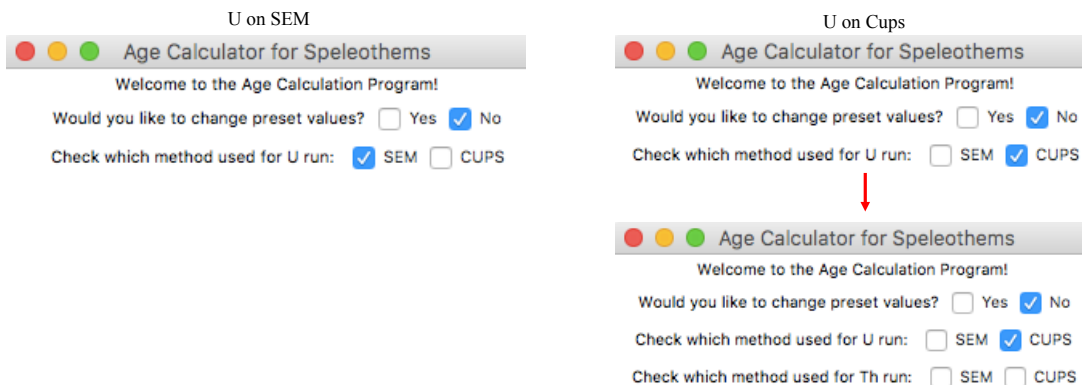 U on SEM
Age Calculator for Speleothems
Welcome to the Age Calculation Program!
Would you like to change preset values? Yes No
Check which method used for U run: SEM CUPS
U on Cups
Age Calculator for Speleothems
Welcome to the Age Calculation Program!
Would you like to change preset values? Yes No
Check which method used for U run: SEM CUPS
Age Calculator for Speleothems
Welcome to the Age Calculation Program!
Would you like to change preset values? Yes No
Check which method used for U run: SEM CUPS
Check which method used for Th run: SEM CUPS